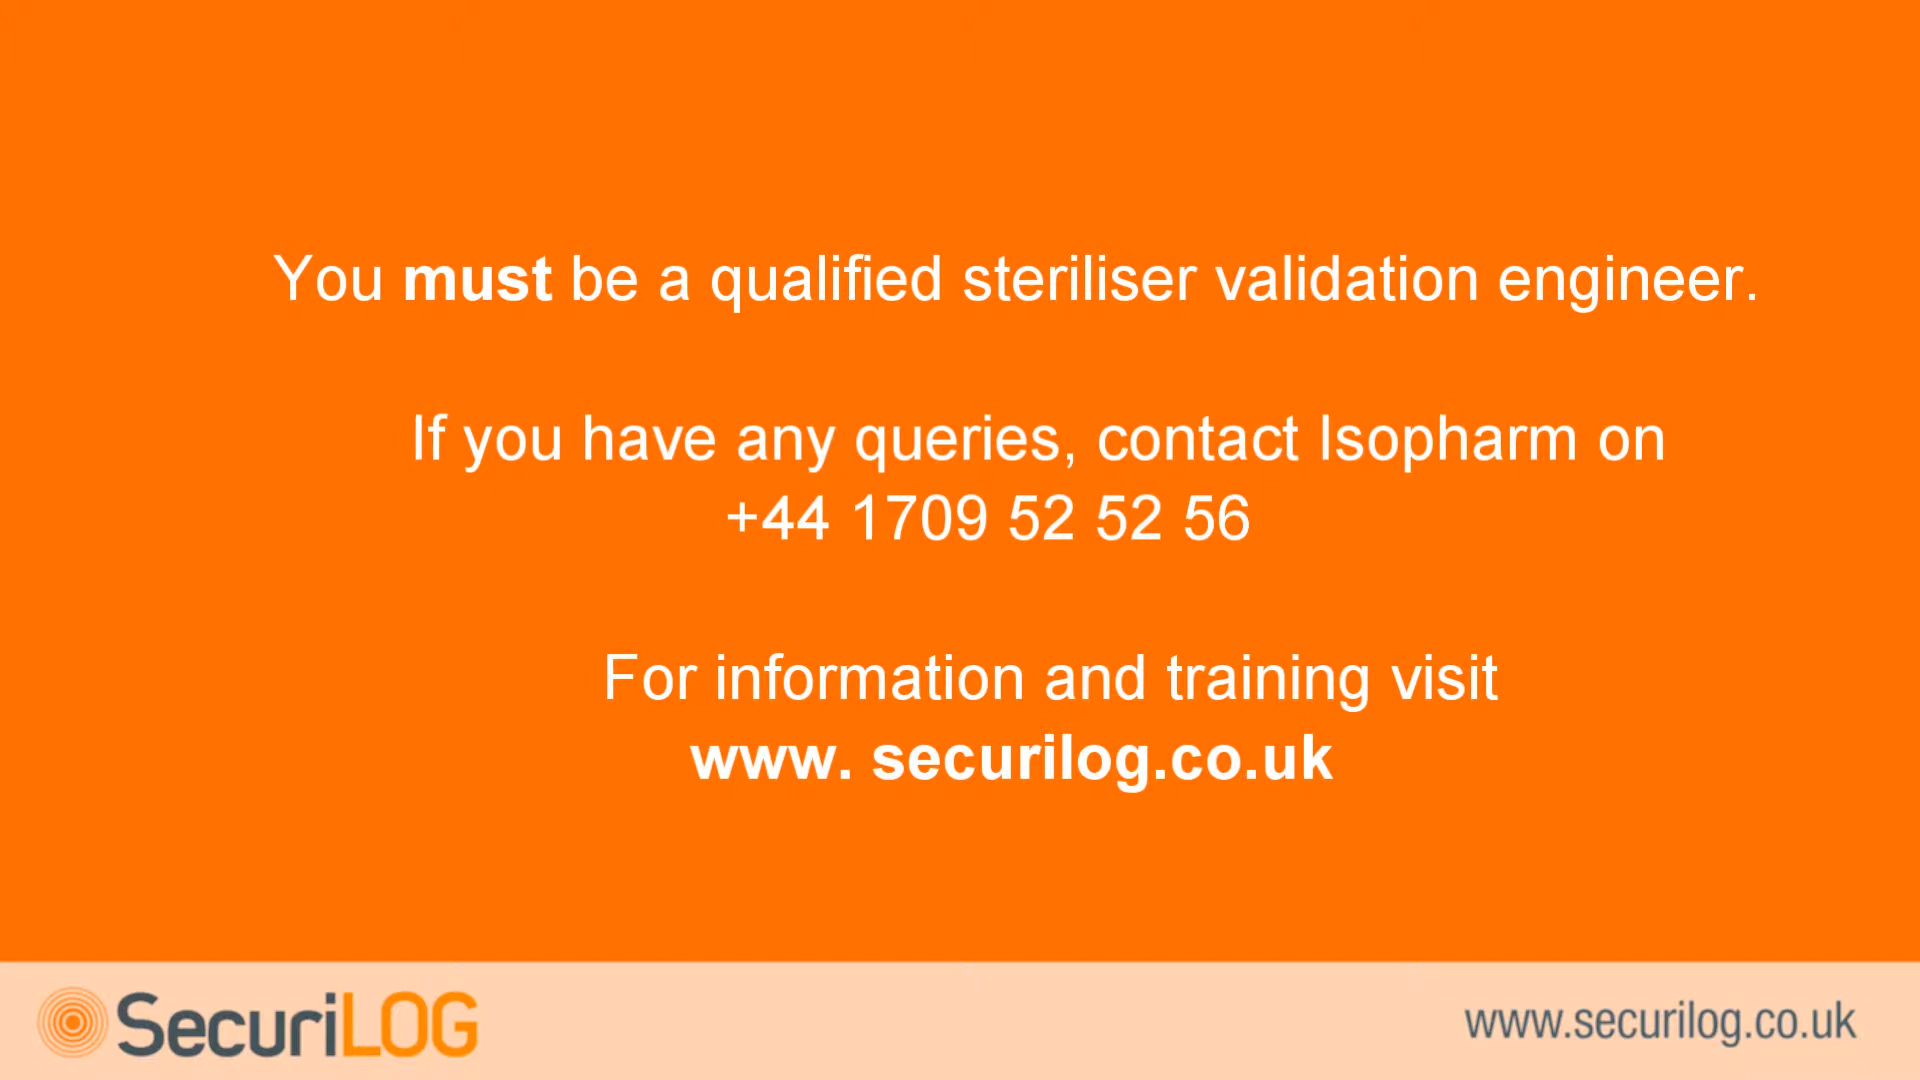 You must be a qualified steriliser validation engineer.
If you have any queries, contact Isopharm on
+44 1709 52 52 56
For information and training visit
www. securilog.co.uk
SecuriLOG
www.securilog.co.uk